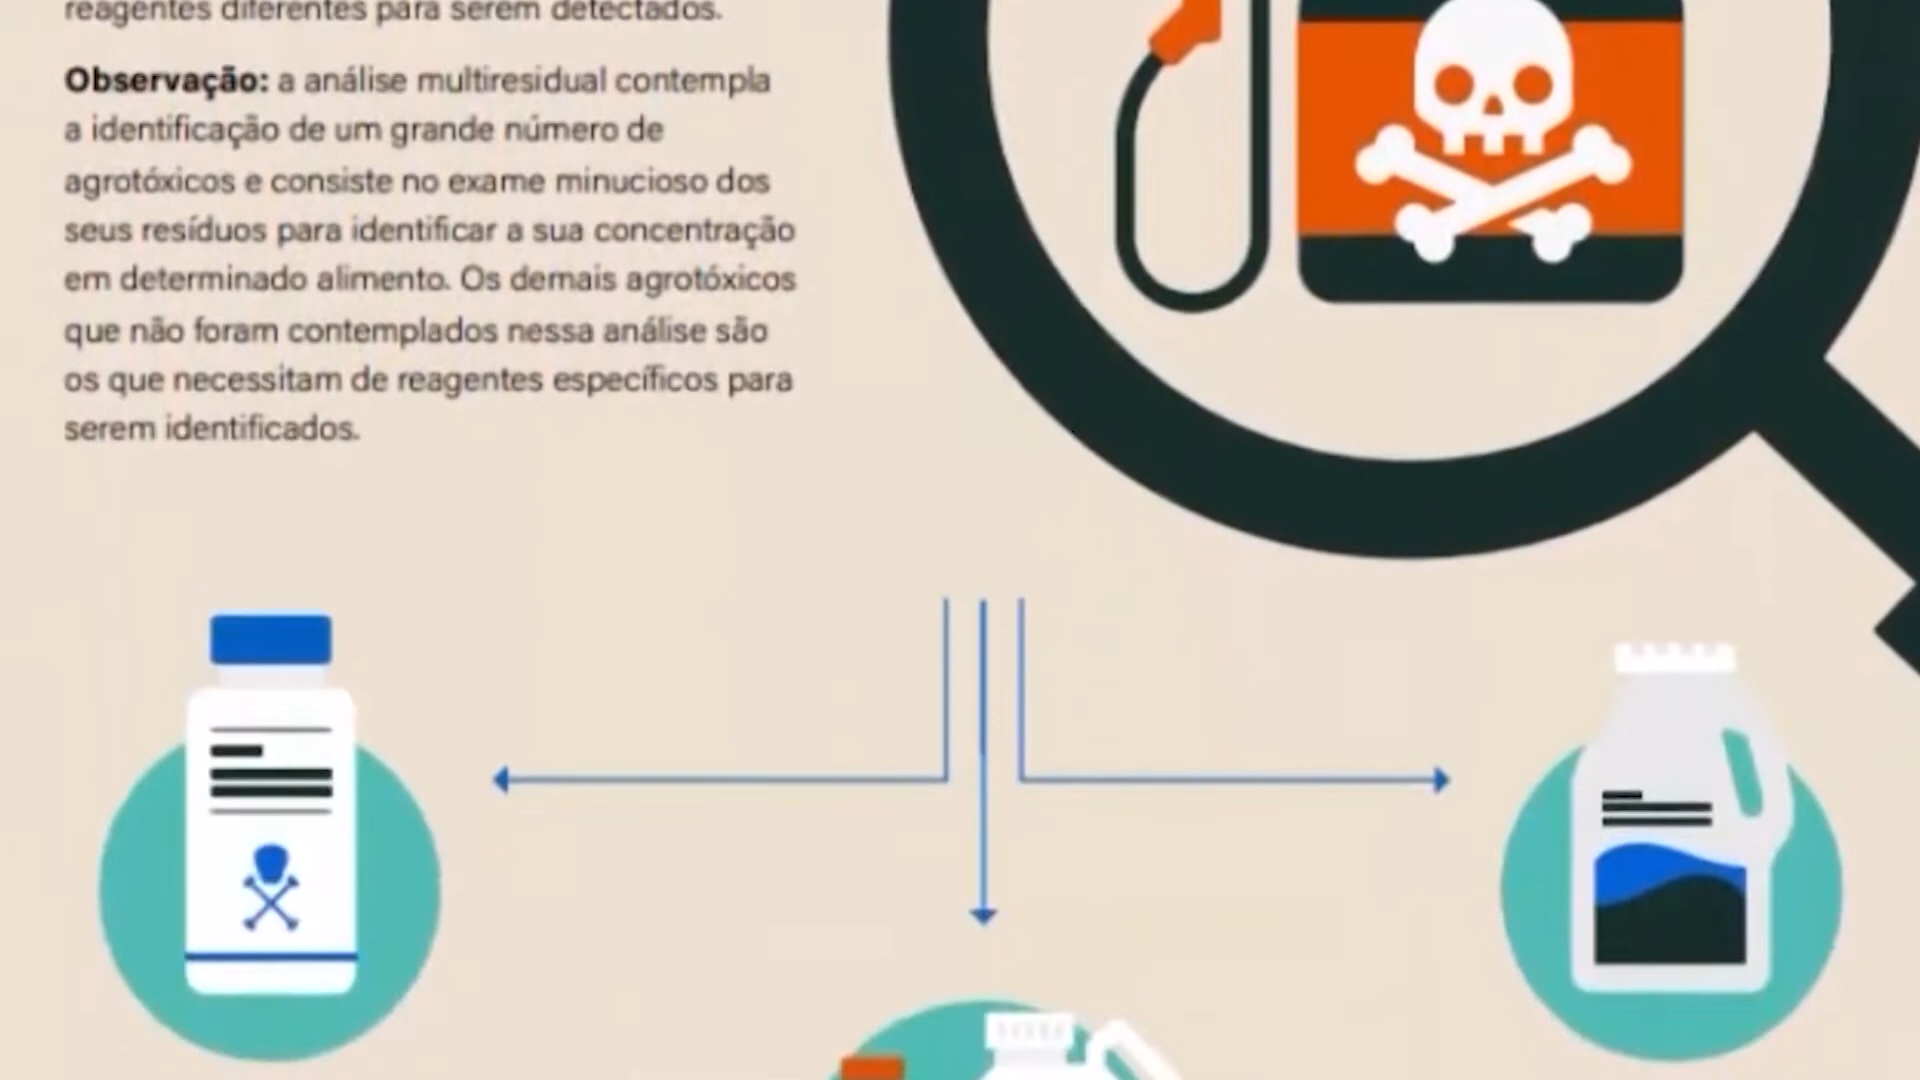 reagentes diferentes para serem detectados.
Observação: a análise multiresidual contempla
a identificação de um grande número de
agrotóxicos e consiste no exame minucioso dos
seus resíduos para identificar a sua concentração
em determinado alimento. Os demais agrotóxicos
que não foram contemplados nessa análise são
os que necessitam de reagentes específicos para
serem identificados.